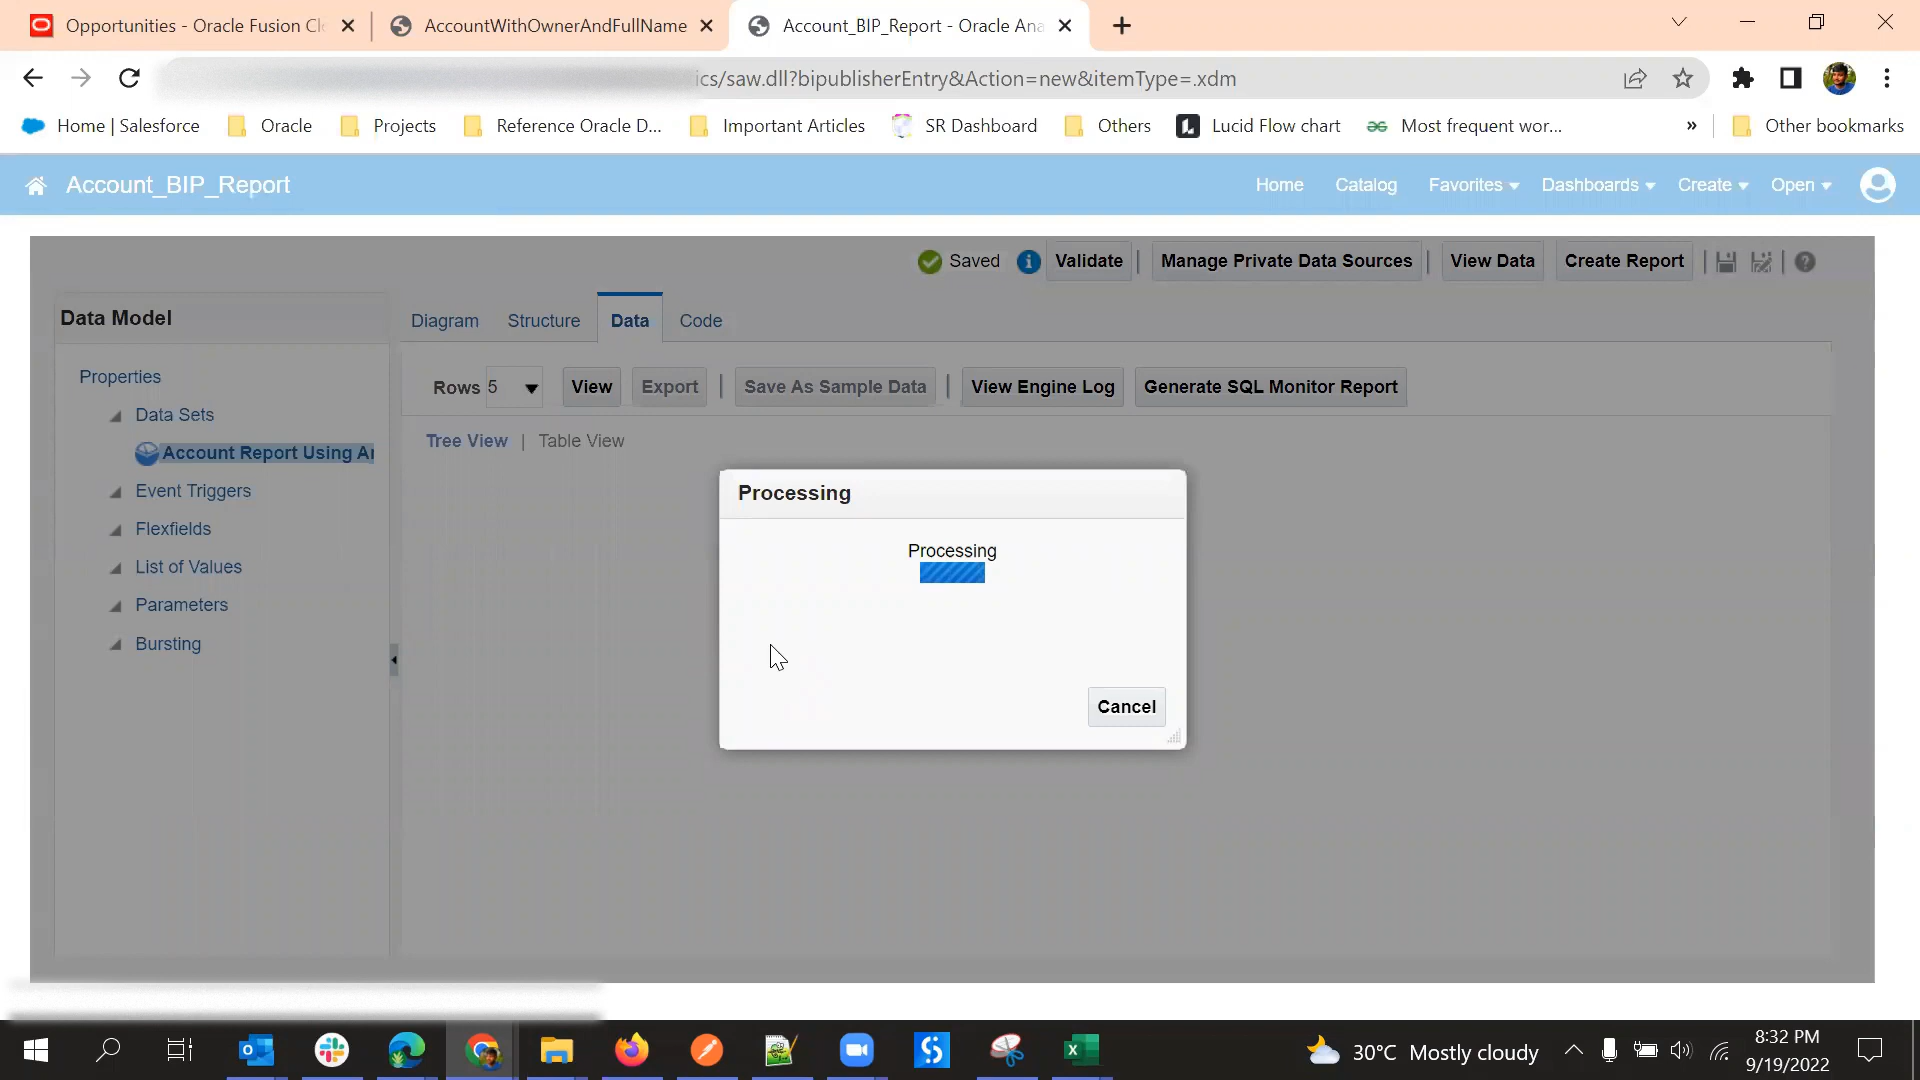 Opportunities - Oracle Fusion Cl
AccountWithOwnerAndFullName
Account_BIP_Report - Oracle Ana
ics/saw.dll?bipublisherEntry&Action=new&itemType=.xdm
Home | Salesforce
Oracle
Projects
Reference Oracle D...
Important Articles
SR Dashboard
Others
Lucid Flow chart
Most frequent wor...
»
Other bookmarks
Account_BIP_Report
Home
Catalog
Favorites
Dashboards
Create
Open
Saved
Validate
Manage Private Data Sources
View Data
Create Report
Data Model
Diagram
Structure
Data
Code
Properties
Data Sets
Account Report Using An
Event Triggers
Flexfields
List of Values
Parameters
Bursting
Rows 5
View
Export
Save As Sample Data
View Engine Log
Generate SQL Monitor Report
Tree View | Table View
Processing
Processing
Cancel
30°C Mostly cloudy
8:32 PM
9/19/2022